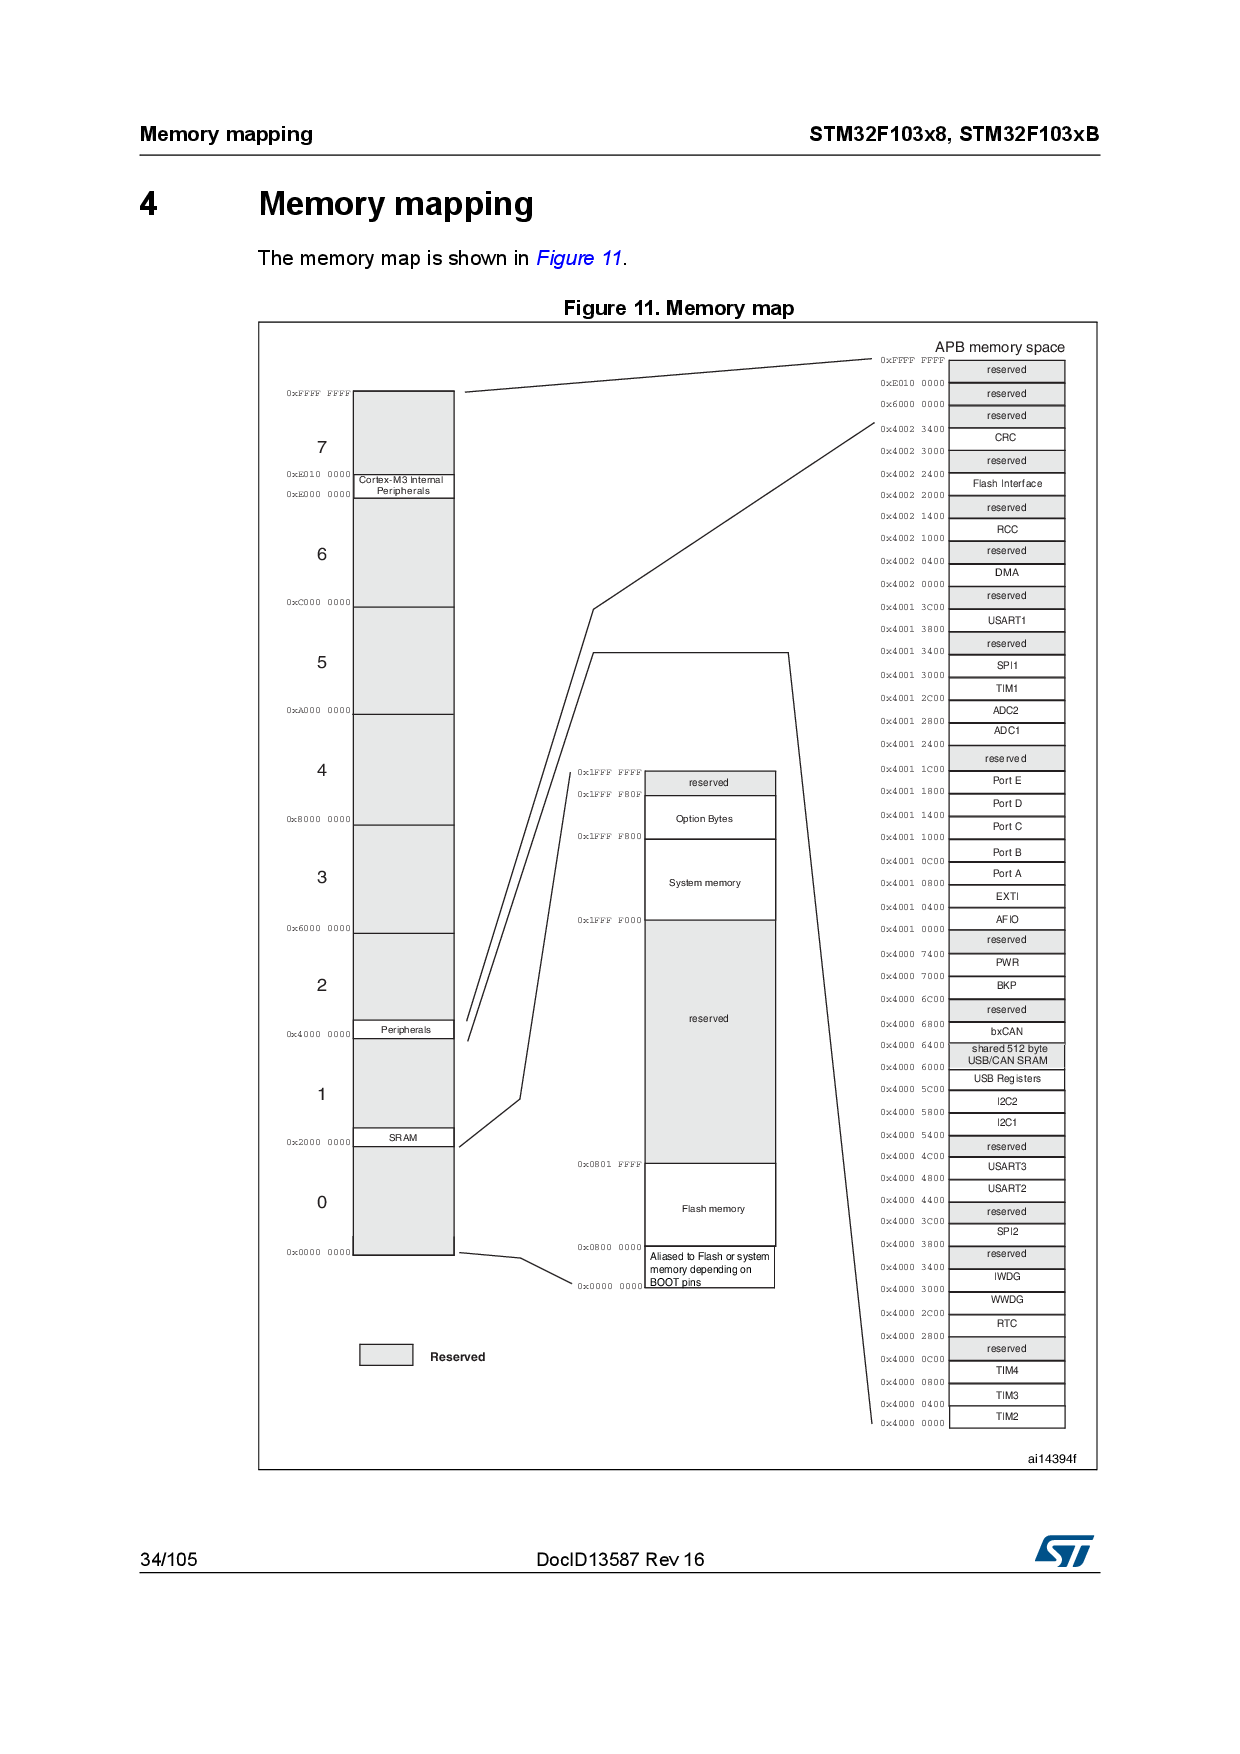 Memory mapping
STM32F103x8, STM32F103xB
4
Memory mapping
The memory map is shown in Figure 11.
Figure 11. Memory map
0xFFFF FFFF
7
0xE010 0000
Cortex-M3 Internal
Peripherals
0xE000 0000
6
0xC000 0000
5
0xA000 0000
4
0x8000 0000
3
0x6000 0000
2
0x4000 0000
Peripherals
1
0x2000 0000
SRAM
0
0x0000 0000
Reserved
0x1FFF FFFF
reserved
0x1FFF F80F
Option Bytes
0x1FFF F800
System memory
0x1FFF F000
reserved
0x0801 FFFF
Flash memory
0x0800 0000
Aliased to Flash or system
memory depending on
BOOT pins
0x0000 0000
APB memory space
0xFFFF FFFF
reserved
0xE010 0000
reserved
0x6000 0000
reserved
0x4002 3400
CRC
0x4002 3000
reserved
0x4002 2400
Flash Interface
0x4002 2000
reserved
0x4002 1400
RCC
0x4002 1000
reserved
0x4002 0400
DMA
0x4002 0000
reserved
0x4001 3C00
USART1
0x4001 3800
reserved
0x4001 3400
SPI1
0x4001 3000
TIM1
0x4001 2C00
ADC2
0x4001 2800
ADC1
0x4001 2400
reserved
0x4001 1C00
Port E
0x4001 1800
Port D
0x4001 1400
Port C
0x4001 1000
Port B
0x4001 0C00
Port A
0x4001 0800
EXTI
0x4001 0400
AFIO
0x4001 0000
reserved
0x4000 7400
PWR
0x4000 7000
BKP
0x4000 6C00
reserved
0x4000 6800
bxCAN
0x4000 6400
shared 512 byte
USB/CAN SRAM
0x4000 6000
USB Registers
0x4000 5C00
I2C2
0x4000 5800
I2C1
0x4000 5400
reserved
0x4000 4C00
USART3
0x4000 4800
USART2
0x4000 4400
reserved
0x4000 3C00
SPI2
0x4000 3800
reserved
0x4000 3400
IWDG
0x4000 3000
WWDG
0x4000 2C00
RTC
0x4000 2800
reserved
0x4000 0C00
TIM4
0x4000 0800
TIM3
0x4000 0400
TIM2
0x4000 0000
ai14394f
34/105
DocID13587 Rev 16
ST